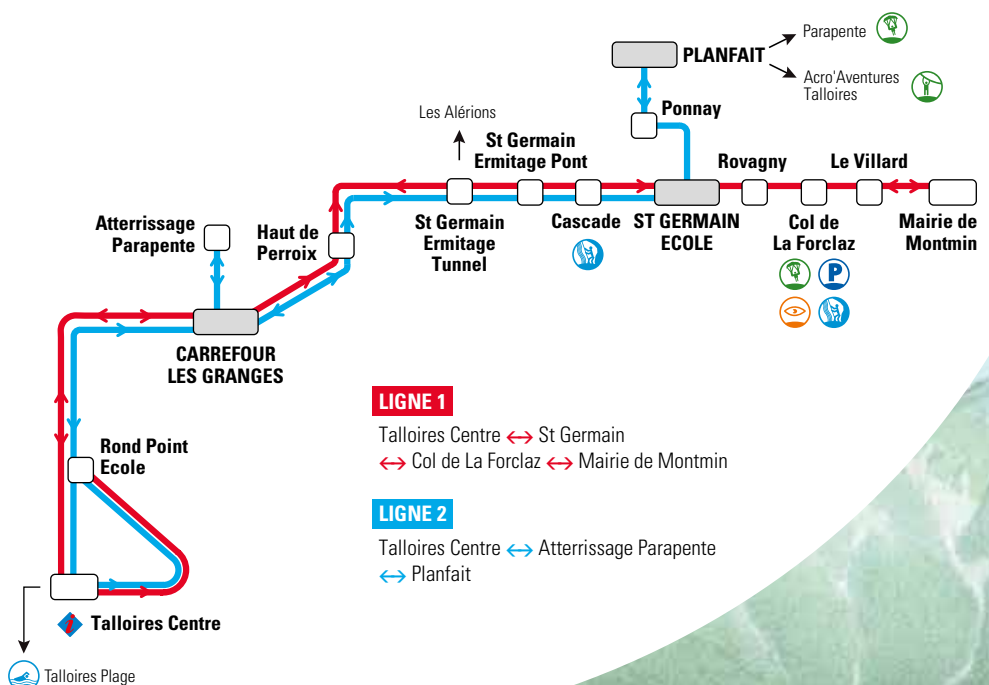 Parapente
PLANFAIT
Acro'Aventures
Talloires
Les Alérions
Ponnay
St Germain
Ermitage Pont
Rovagny
Le Villard
Atterrissage
Parapente
Haut de
Perroix
St Germain
Ermitage
Tunnel
Cascade
ST GERMAIN
ECOLE
Col de
La Forclaz
Mairie de
Montmin
P
CARREFOUR
LES GRANGES
LIGNE 1
Talloires Centre ↔ St Germain
↔ Col de La Forclaz ↔ Mairie de Montmin
Rond Point
Ecole
LIGNE 2
Talloires Centre ↔ Atterrissage Parapente
↔ Planfait
i
Talloires Centre
Talloires Plage